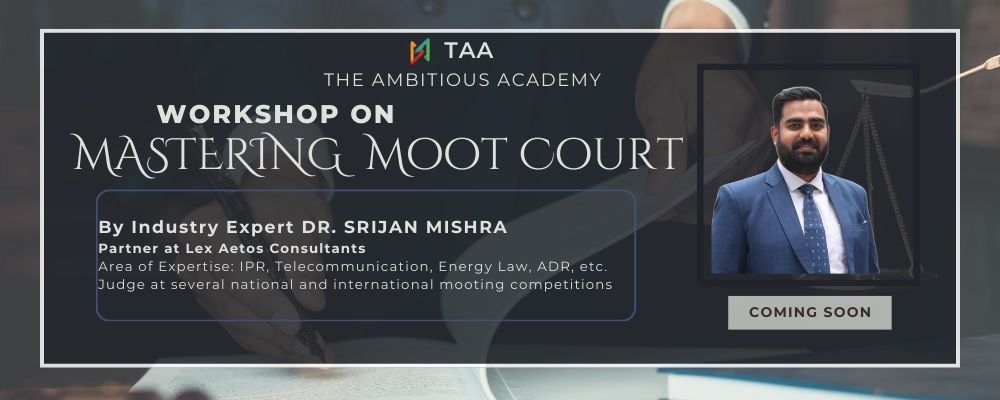 TAA
THE AMBITIOUS ACADEMY
WORKSHOP ON
MASTERING MOOT COURT
By Industry Expert DR. SRIJAN MISHRA
Partner at Lex Aetos Consultants
Area of Expertise: IPR, Telecommunication, Energy Law, ADR, etc.
Judge at several national and international mooting competitions
COMING SOON